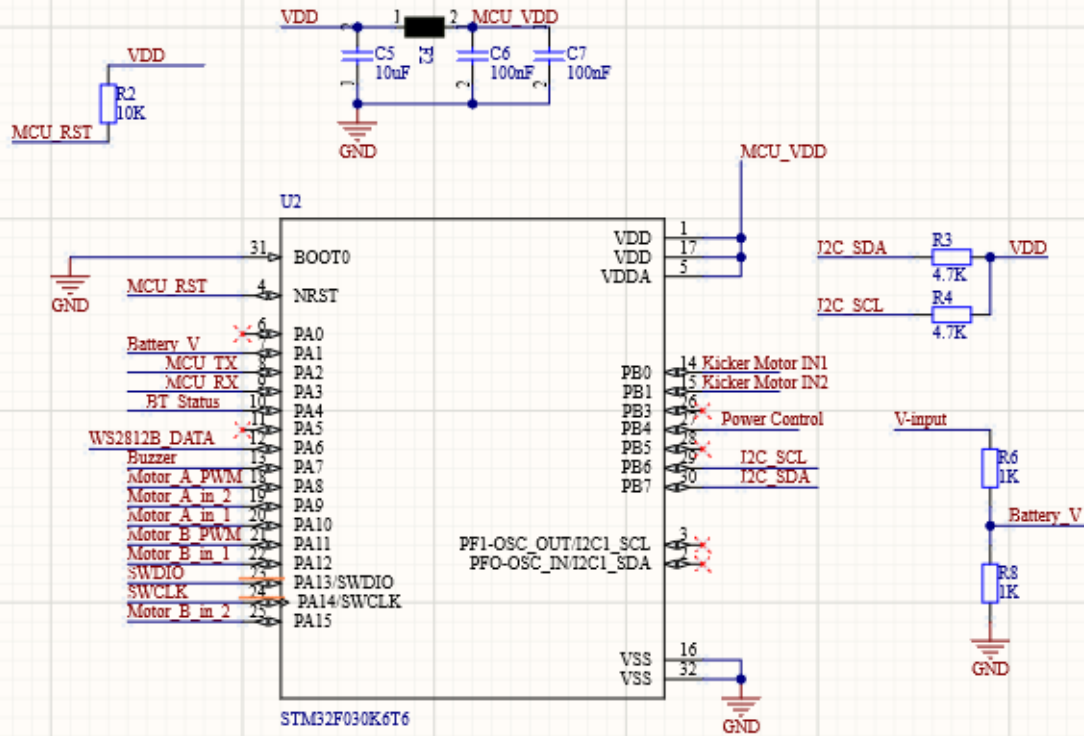 VDD
1
2
MCU_VDD
C5
10uF
C6
100nF
C7
100nF
2
1
2
2
GND
VDD
R2
10K
MCU_RST
MCU_VDD
U2
31
BOOT0
GND
MCU_RST
4
NRST
6
PA0
Battery_V
7
PA1
MCU_TX
8
PA2
MCU_RX
9
PA3
BT_Status
10
PA4
11
PA5
WS2812B_DATA
12
PA6
Buzzer
13
PA7
Motor_A_PWM
18
PA8
Motor_A_in_2
19
PA9
Motor_A_in_1
20
PA10
Motor_B_PWM
21
PA11
Motor_B_in_1
22
PA12
SWDIO
23
PA13/SWDIO
SWCLK
24
PA14/SWCLK
Motor_B_in_2
25
PA15
VDD
1
VDD
17
VDDA
5
PB0
14
Kicker Motor IN1
PB1
15
Kicker Motor IN2
PB3
26
PB4
27
Power Control
PB5
28
PB6
29
I2C_SCL
PB7
30
I2C_SDA
PF1-OSC_OUT/I2C1_SCL
3
PFO-OSC_IN/I2C1_SDA
2
VSS
16
VSS
32
GND
STM32F030K6T6
I2C_SDA
R3
4.7K
VDD
I2C_SCL
R4
4.7K
V-input
R6
1K
Battery_V
R8
1K
GND